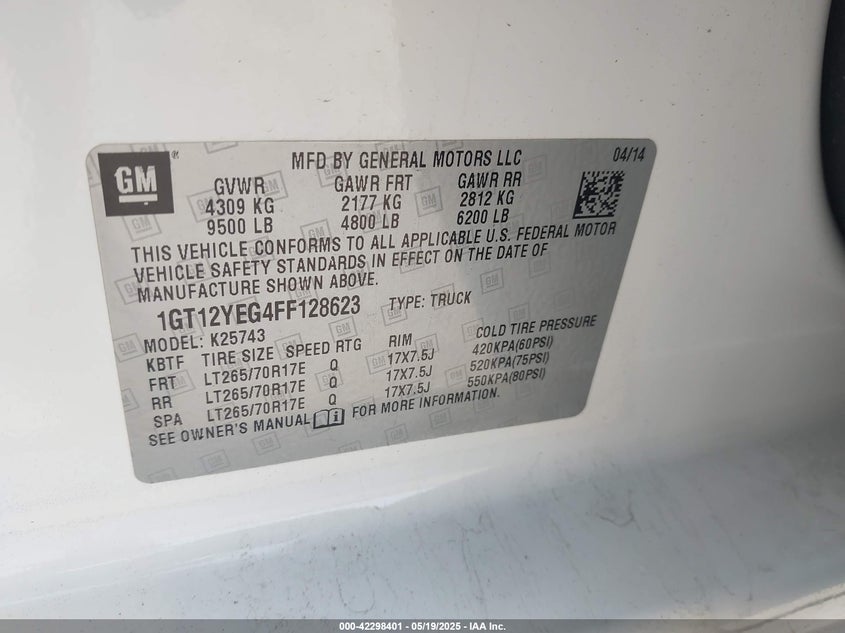 GM
MFD BY GENERAL MOTORS LLC 04/14
GVWR GAWR FRT GAWR RR
4309 KG 2177 KG 2812 KG
9500 LB 4800 LB 6200 LB
THIS VEHICLE CONFORMS TO ALL APPLICABLE U.S. FEDERAL MOTOR
VEHICLE SAFETY STANDARDS IN EFFECT ON THE DATE OF
MANUFACTURE SHOWN ABOVE.
1GT12YEG4FF128623 TYPE: TRUCK
MODEL: K25743
KBTF TIRE SIZE SPEED RTG RIM COLD TIRE PRESSURE
FRT LT265/70R17E Q 17X7.5J 420KPA(60PSI)
RR LT265/70R17E Q 17X7.5J 520KPA(75PSI)
SPA LT265/70R17E Q 17X7.5J 550KPA(80PSI)
SEE OWNER'S MANUAL FOR MORE INFORMATION.
000-42298401 - 05/19/2025 - IAA Inc.